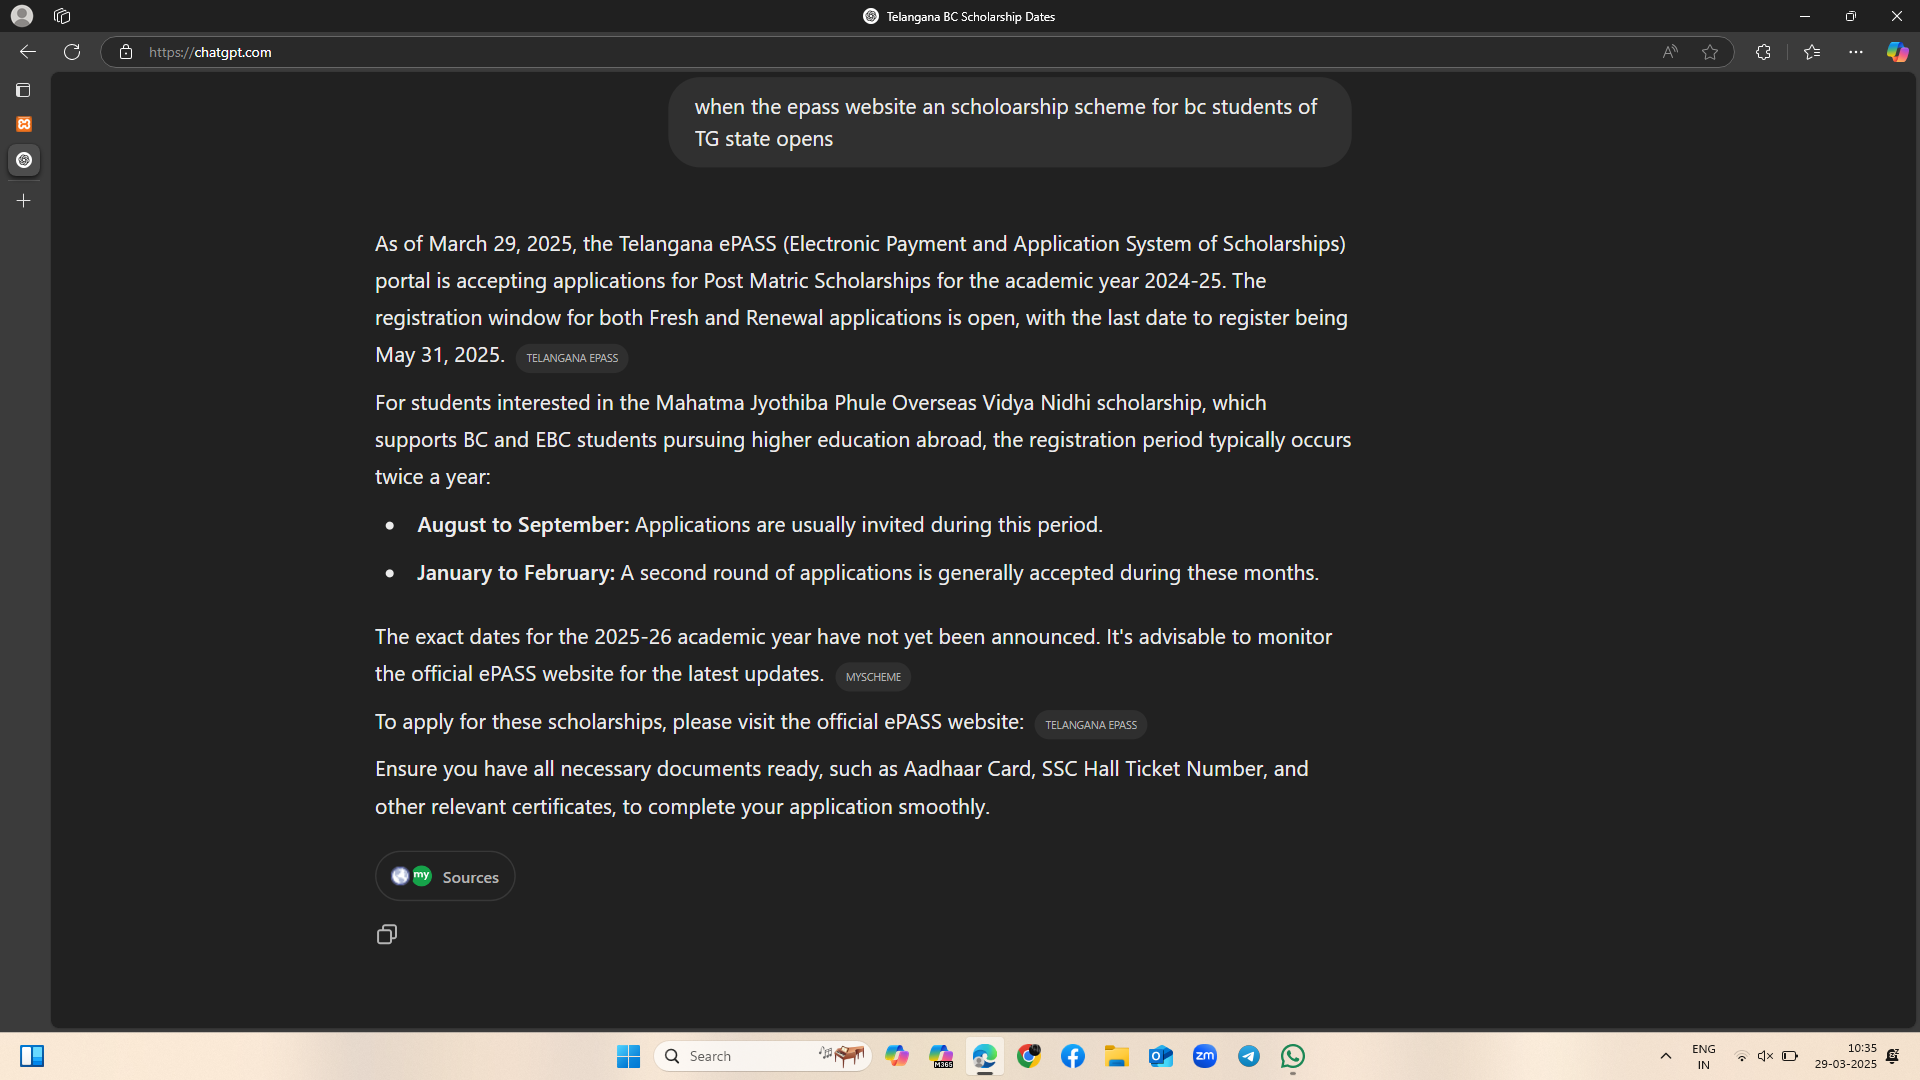 Telangana BC Scholarship Dates
https://chatgpt.com
when the epass website an scholoarship scheme for bc students of
TG state opens
As of March 29, 2025, the Telangana ePASS (Electronic Payment and Application System of Scholarships)
portal is accepting applications for Post Matric Scholarships for the academic year 2024-25. The
registration window for both Fresh and Renewal applications is open, with the last date to register being
May 31, 2025. TELANGANA EPASS
For students interested in the Mahatma Jyothiba Phule Overseas Vidya Nidhi scholarship, which
supports BC and EBC students pursuing higher education abroad, the registration period typically occurs
twice a year:
• August to September: Applications are usually invited during this period.
• January to February: A second round of applications is generally accepted during these months.
The exact dates for the 2025-26 academic year have not yet been announced. It's advisable to monitor
the official ePASS website for the latest updates. MYSCHEME
To apply for these scholarships, please visit the official ePASS website: TELANGANA EPASS
Ensure you have all necessary documents ready, such as Aadhaar Card, SSC Hall Ticket Number, and
other relevant certificates, to complete your application smoothly.
my Sources
Search
M365
zm
ENG
IN
10:35
29-03-2025